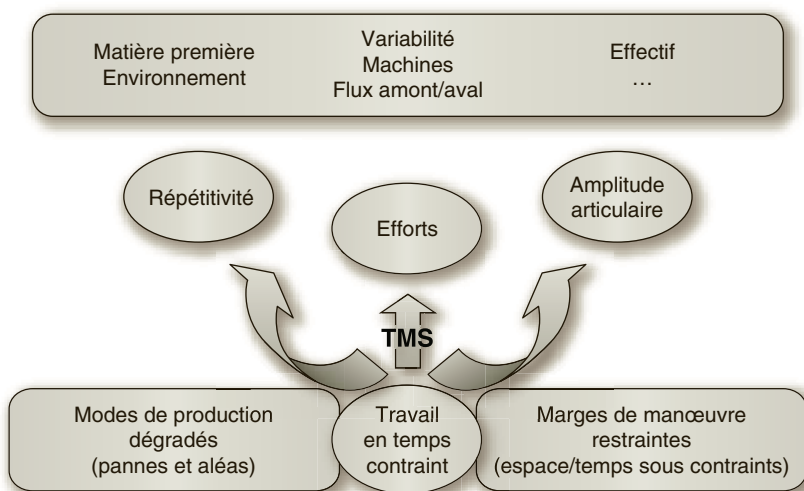 Matière première
Environnement
Variabilité
Machines
Flux amont/aval
Effectif
…
Répétitivité
Efforts
Amplitude
articulaire
TMS
Modes de production
dégradés
(pannes et aléas)
Travail
en temps
contraint
Marges de manœuvre
restraintes
(espace/temps sous contraints)